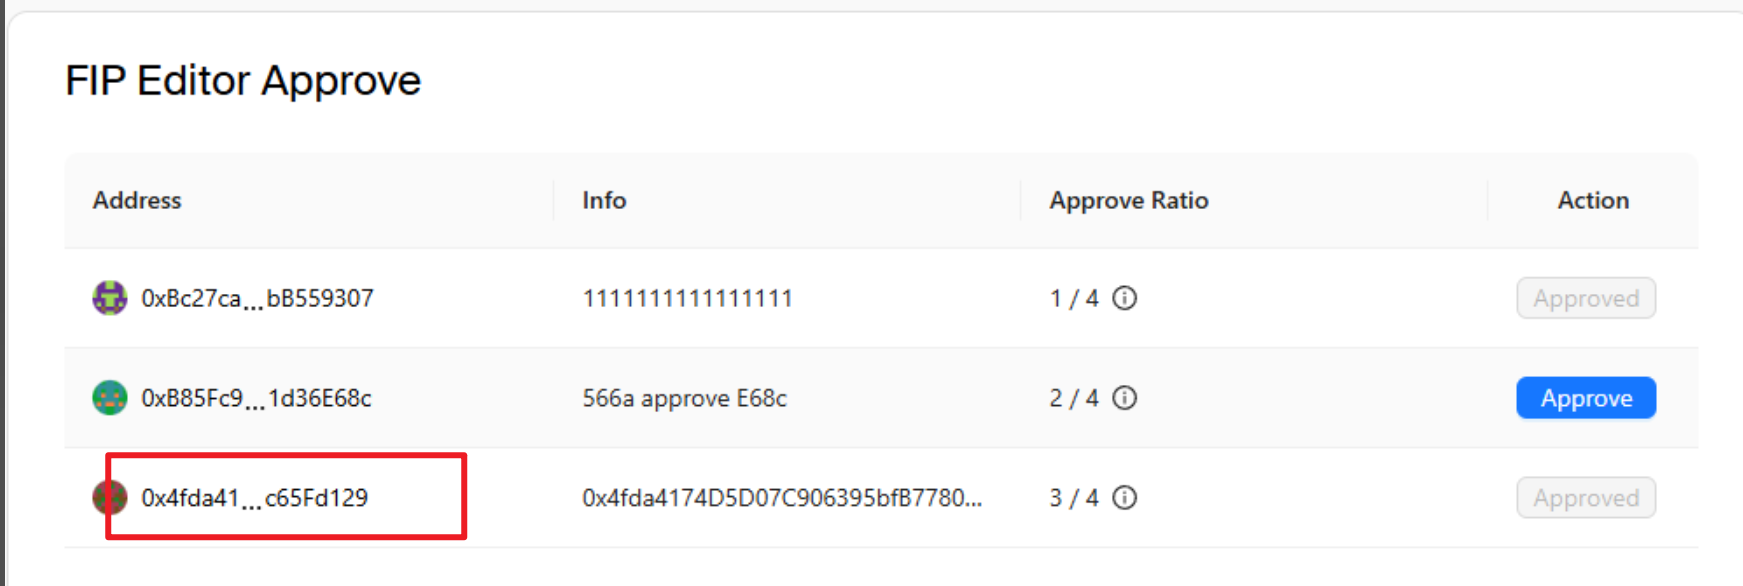 FIP Editor Approve
Address Info Approve Ratio Action
0xBc27ca...bB559307 1111111111111111 1 / 4 Approved
0xB85Fc9...1d36E68c 566a approve E68c 2 / 4 Approve
0x4fda41...c65Fd129 0x4fda4174D5D07C906395bfB7780... 3 / 4 Approved